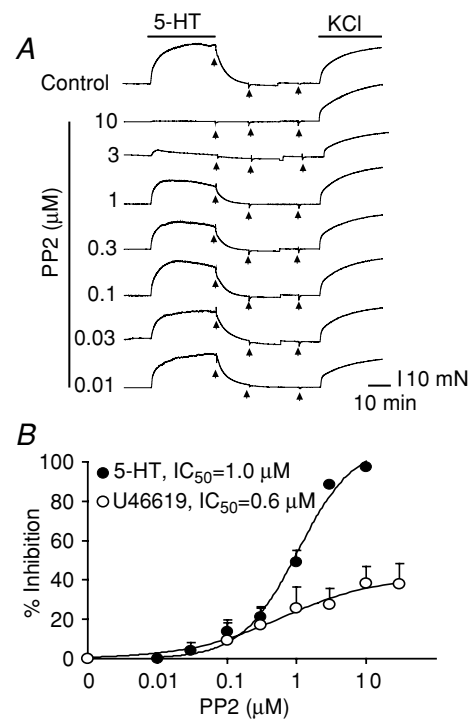 A
5-HT
KCl
Control
10
3
1
0.3
0.1
0.03
0.01
PP2 (μM)
10 mN
10 min
B
5-HT, IC50=1.0 μM
U46619, IC50=0.6 μM
% Inhibition
100
80
60
40
20
0
0 0.01 0.1 1 10
PP2 (μM)